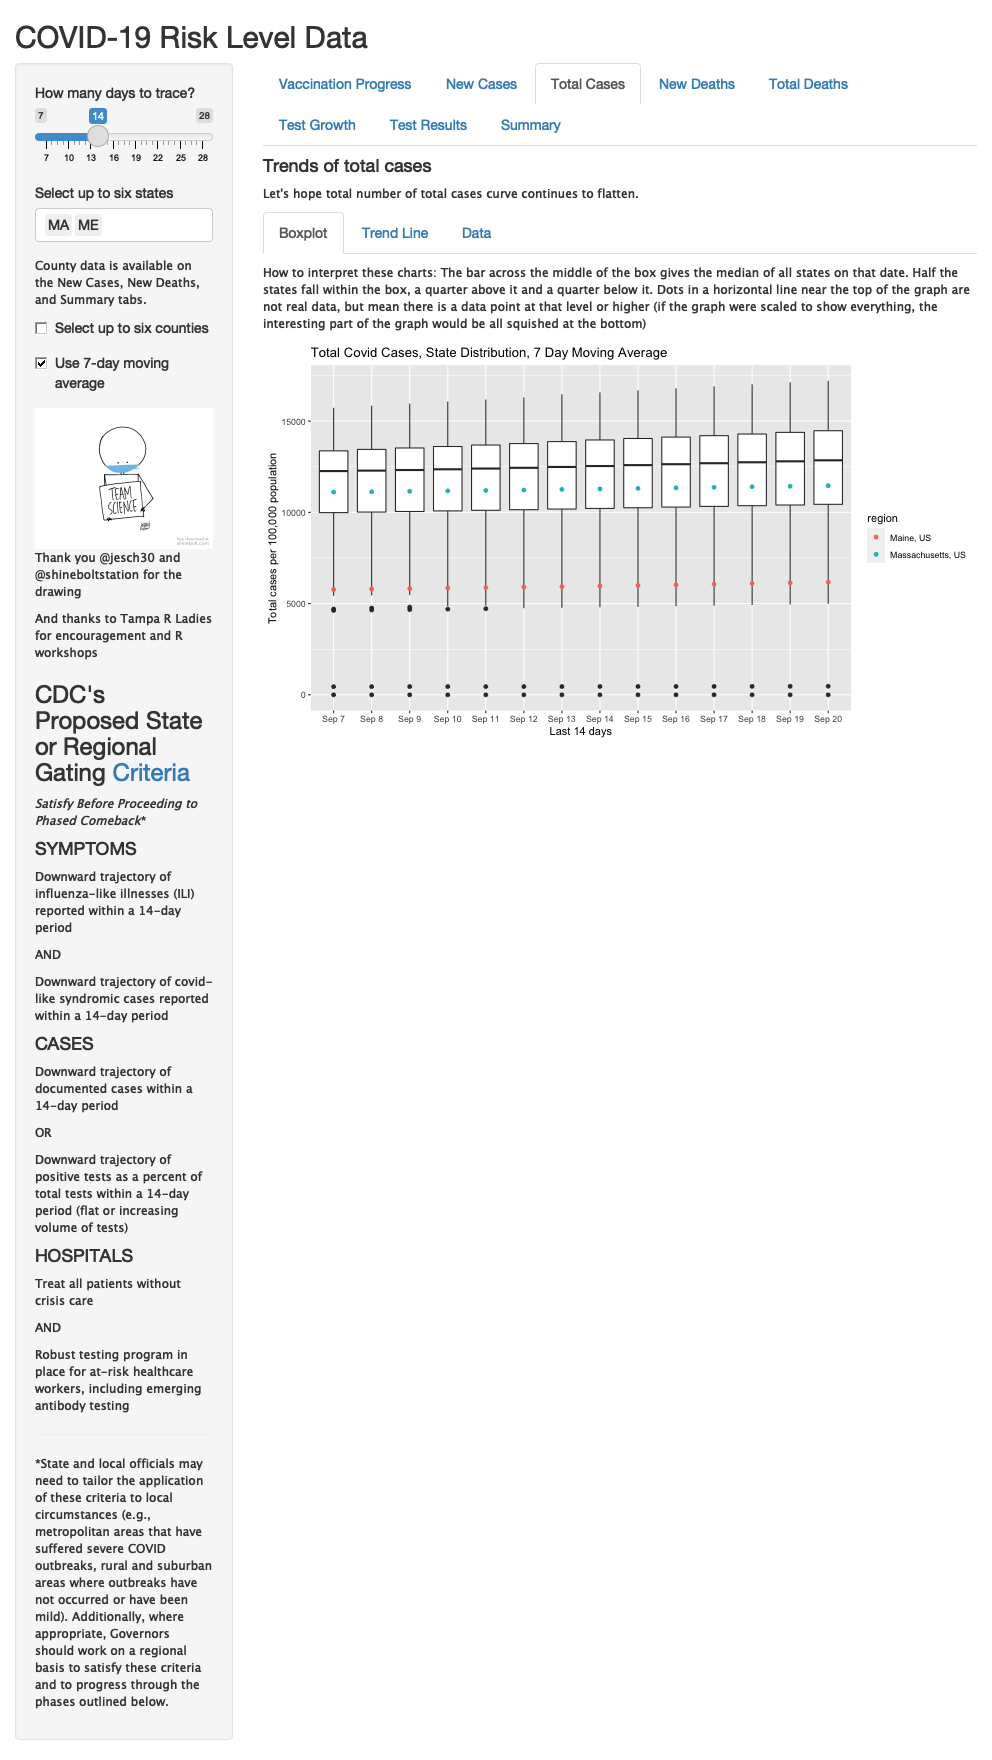 COVID-19 Risk Level Data
How many days to trace?
7 14 28
7 10 13 16 19 22 25 28
Select up to six states
MA ME
County data is available on
the New Cases, New Deaths,
and Summary tabs.
Select up to six counties
Use 7-day moving
average
TEAM
SCIENCE
Thank you @jesch30 and
@shineboltstation for the
drawing
And thanks to Tampa R Ladies
for encouragement and R
workshops
CDC's
Proposed State
or Regional
Gating Criteria
Satisfy Before Proceeding to
Phased Comeback*
SYMPTOMS
Downward trajectory of
influenza-like illnesses (ILI)
reported within a 14-day
period
AND
Downward trajectory of covid-
like syndromic cases reported
within a 14-day period
CASES
Downward trajectory of
documented cases within a
14-day period
OR
Downward trajectory of
positive tests as a percent of
total tests within a 14-day
period (flat or increasing
volume of tests)
HOSPITALS
Treat all patients without
crisis care
AND
Robust testing program in
place for at-risk healthcare
workers, including emerging
antibody testing
*State and local officials may
need to tailor the application
of these criteria to local
circumstances (e.g.,
metropolitan areas that have
suffered severe COVID
outbreaks, rural and suburban
areas where outbreaks have
not occurred or have been
mild). Additionally, where
appropriate, Governors
should work on a regional
basis to satisfy these criteria
and to progress through the
phases outlined below.
Vaccination Progress New Cases Total Cases New Deaths Total Deaths
Test Growth Test Results Summary
Trends of total cases
Let's hope total number of total cases curve continues to flatten.
Boxplot Trend Line Data
How to interpret these charts: The bar across the middle of the box gives the median of all states on that date. Half the
states fall within the box, a quarter above it and a quarter below it. Dots in a horizontal line near the top of the graph are
not real data, but mean there is a data point at that level or higher (if the graph were scaled to show everything, the
interesting part of the graph would be all squished at the bottom)
Total Covid Cases, State Distribution, 7 Day Moving Average
Total cases per 100,000 population
15000
10000
5000
0
Sep 7 Sep 8 Sep 9 Sep 10 Sep 11 Sep 12 Sep 13 Sep 14 Sep 15 Sep 16 Sep 17 Sep 18 Sep 19 Sep 20
Last 14 days
region
Maine, US
Massachusetts, US